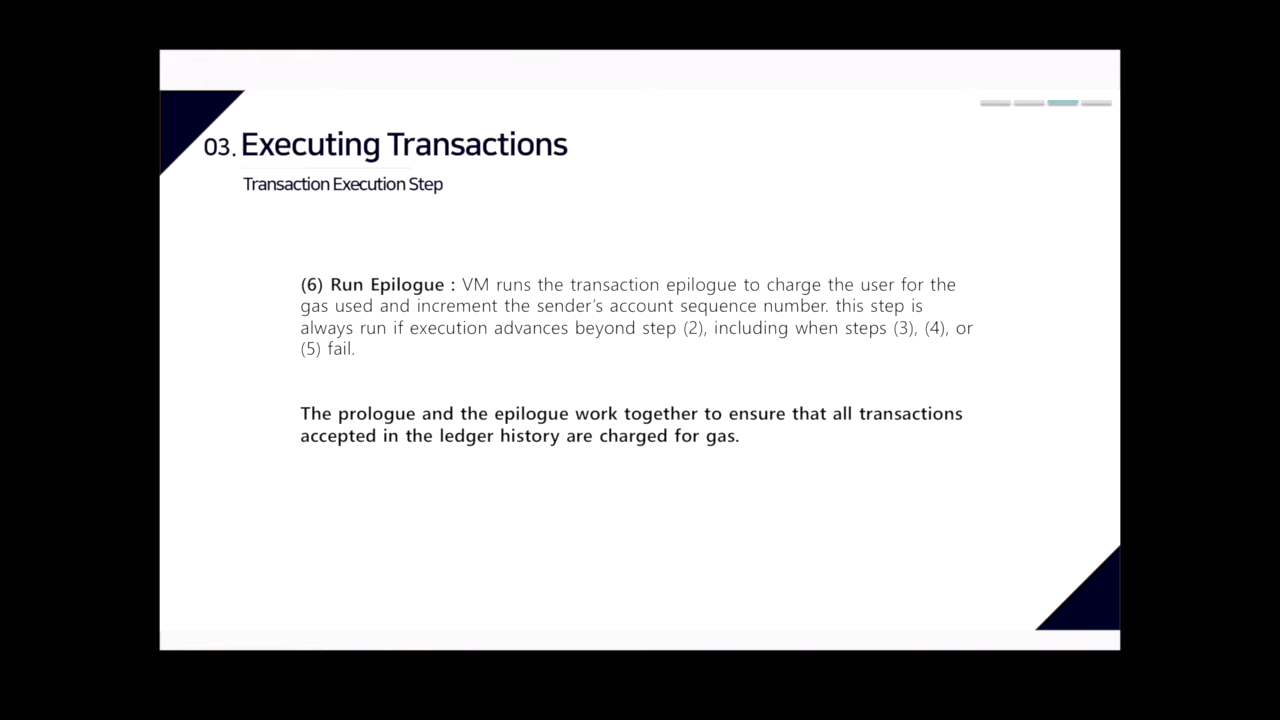 03. Executing Transactions
Transaction Execution Step
(6) Run Epilogue : VM runs the transaction epilogue to charge the user for the
gas used and increment the sender’s account sequence number. this step is
always run if execution advances beyond step (2), including when steps (3), (4), or
(5) fail.
The prologue and the epilogue work together to ensure that all transactions
accepted in the ledger history are charged for gas.